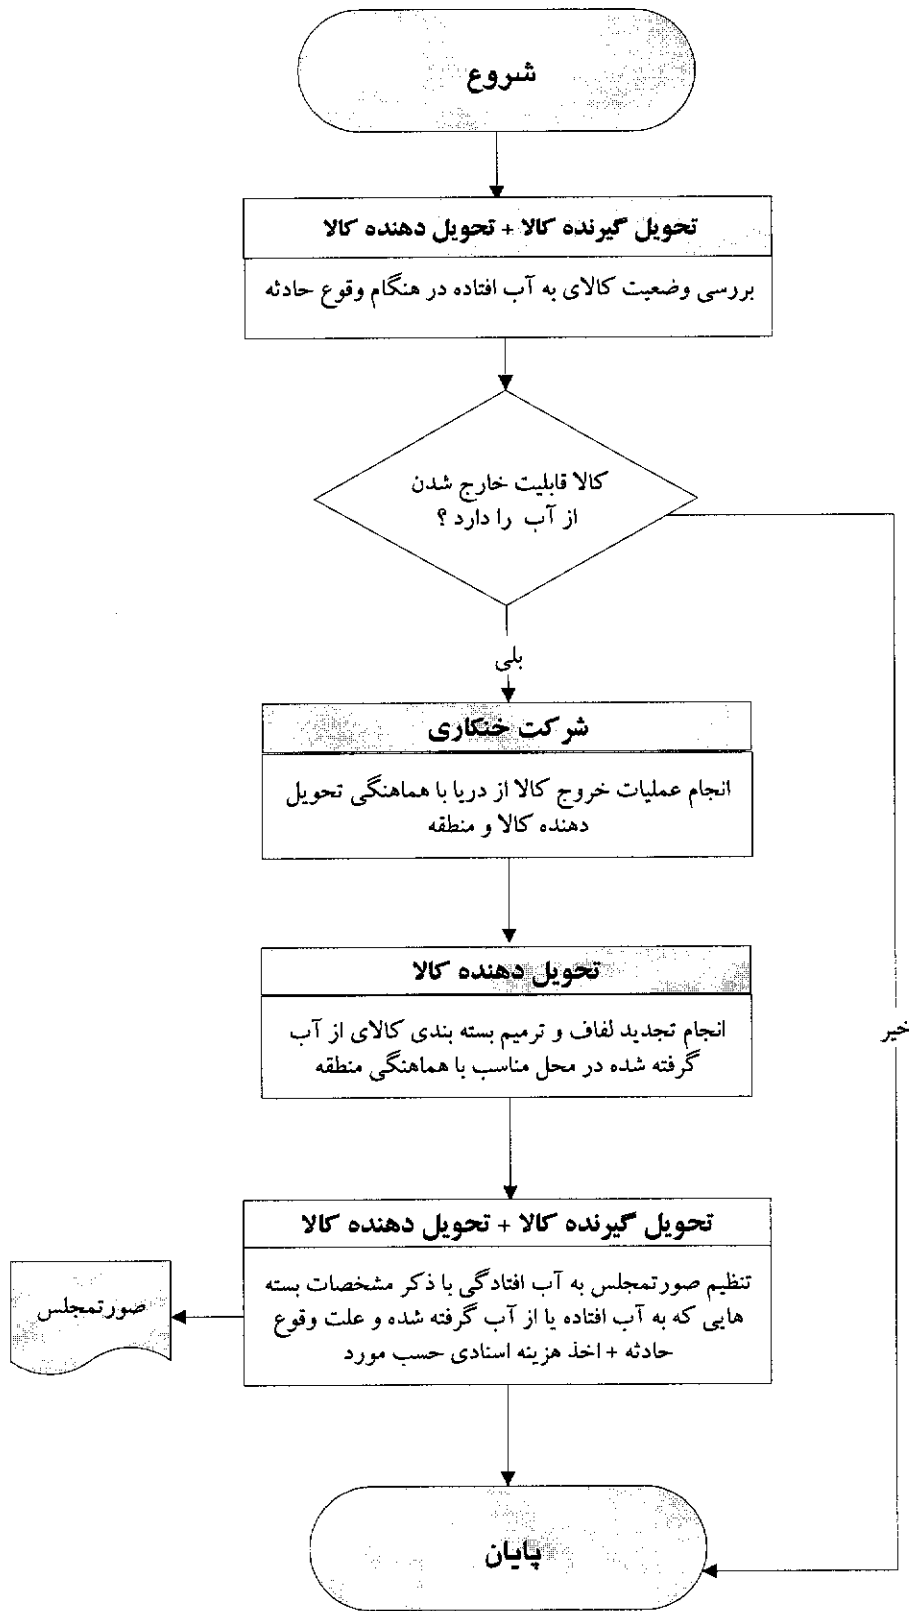 شروع
تحویل گیرنده کالا + تحویل دهنده کالا
بررسی وضعیت کالای به آب افتاده در هنگام وقوع حادثه
کالا قابلیت خارج شدن
از آب را دارد ؟
بلی
شرکت خنکاری
انجام عملیات خروج کالا از دریا با هماهنگی تحویل
دهنده کالا و منطقه
تحویل دهنده کالا
انجام تجدید لفاف و ترمیم بسته بندی کالای از آب
گرفته شده در محل مناسب با هماهنگی منطقه
خیر
تحویل گیرنده کالا + تحویل دهنده کالا
تنظیم صورتمجلس به آب افتادگی با ذکر مشخصات بسته
هایی که به آب افتاده یا از آب گرفته شده و علت وقوع
حادثه + اخذ هزینه اسنادی حسب مورد
صورتمجلس
پایان